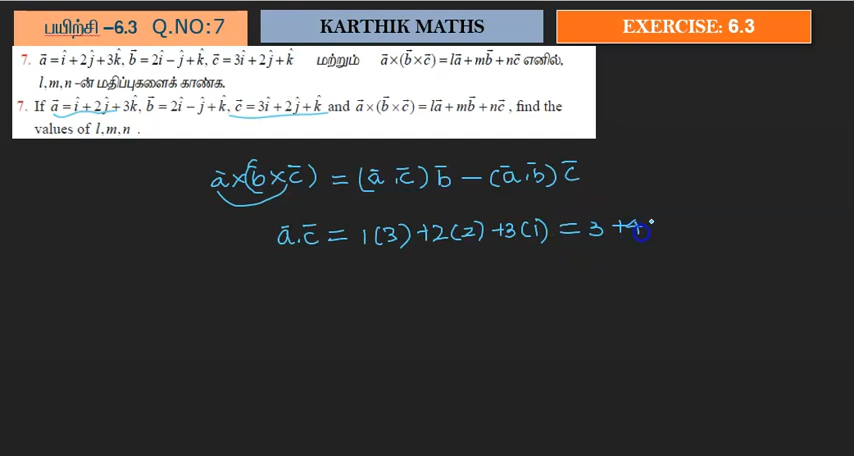 பயிற்சி –6.3 Q.NO:7
KARTHIK MATHS
EXERCISE: 6.3
7. a⃗ = î + 2ĵ + 3k̂, b⃗ = 2î − ĵ + k̂, c⃗ = 3î + 2ĵ + k̂ மற்றும் a⃗×(b⃗×c⃗) = la⃗ + mb⃗ + nc⃗ எனில்,
l, m, n -ன் மதிப்புகளைக் காண்க.
7. If a⃗ = î + 2ĵ + 3k̂, b⃗ = 2î − ĵ + k̂, c⃗ = 3î + 2ĵ + k̂ and a⃗×(b⃗×c⃗) = la⃗ + mb⃗ + nc⃗ , find the
values of l, m, n .
a̅×(b̅×c̅) = (a̅.c̅) b̅ − (a̅.b̅) c̅
a̅.c̅ = 1(3) +2(2) +3(1) = 3 +4